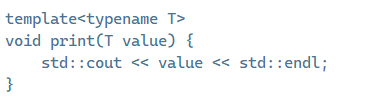 template<typename T>
void print(T value) {
    std::cout << value << std::endl;
}